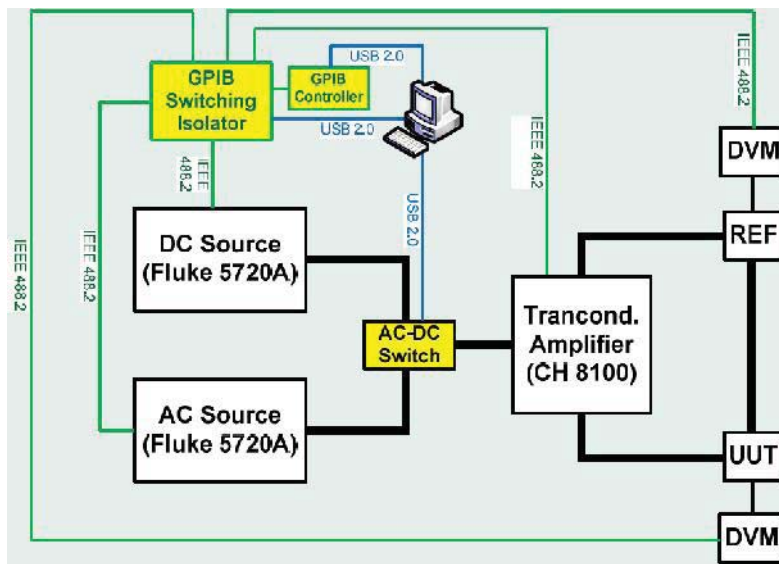 USB 2.0
GPIB
Switching
Isolator
GPIB
Controller
USB 2.0
IEEE 488.2
DVM
IEEE
488.2
IEEE 488.2
USB 2.0
REF
IEEE 488.2
IEEE 488.2
DC Source
(Fluke 5720A)
AC-DC
Switch
Trancond.
Amplifier
(CH 8100)
AC Source
(Fluke 5720A)
UUT
DVM